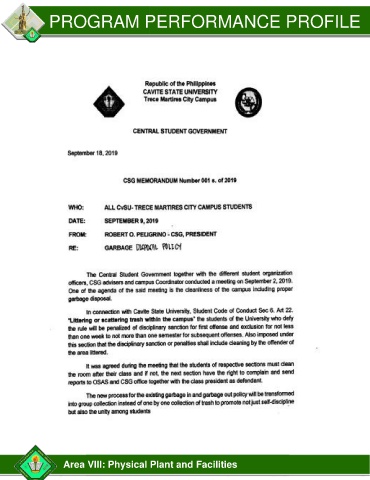 PROGRAM PERFORMANCE PROFILE
Republic of the Philippines
CAVITE STATE UNIVERSITY
Trece Martires City Campus
CENTRAL STUDENT GOVERNMENT
September 18, 2019
CSG MEMORANDUM Number 001 s. of 2019
WHO: ALL CvSU- TRECE MARTIRES CITY CAMPUS STUDENTS
DATE: SEPTEMBER 9, 2019
FROM: ROBERT O. PELIGRINO - CSG, PRESIDENT
RE: GARBAGE DISPOSAL POLICY
The Central Student Government together with the different student organization
officers, CSG advisers and campus Coordinator conducted a meeting on September 2, 2019.
One of the agenda of the said meeting is the cleanliness of the campus including proper
garbage disposal.
In connection with Cavite State University, Student Code of Conduct Sec 6. Art 22.
"Littering or scattering trash within the campus" the students of the University who defy
the rule will be penalized of disciplinary sanction for first offense and exclusion for not less
than one week to not more than one semester for subsequent offenses. Also imposed under
this section that the disciplinary sanction or penalties shall include cleaning by the offender of
the area littered.
It was agreed during the meeting that the students of respective sections must clean
the room after their class and if not, the next section have the right to complain and send
reports to OSAS and CSG office together with the class president as defendant.
The new process for the existing garbage in and garbage out policy will be transformed
into group collection instead of one by one collection of trash to promote not just self-discipline
but also the unity among students
Area VIII: Physical Plant and Facilities